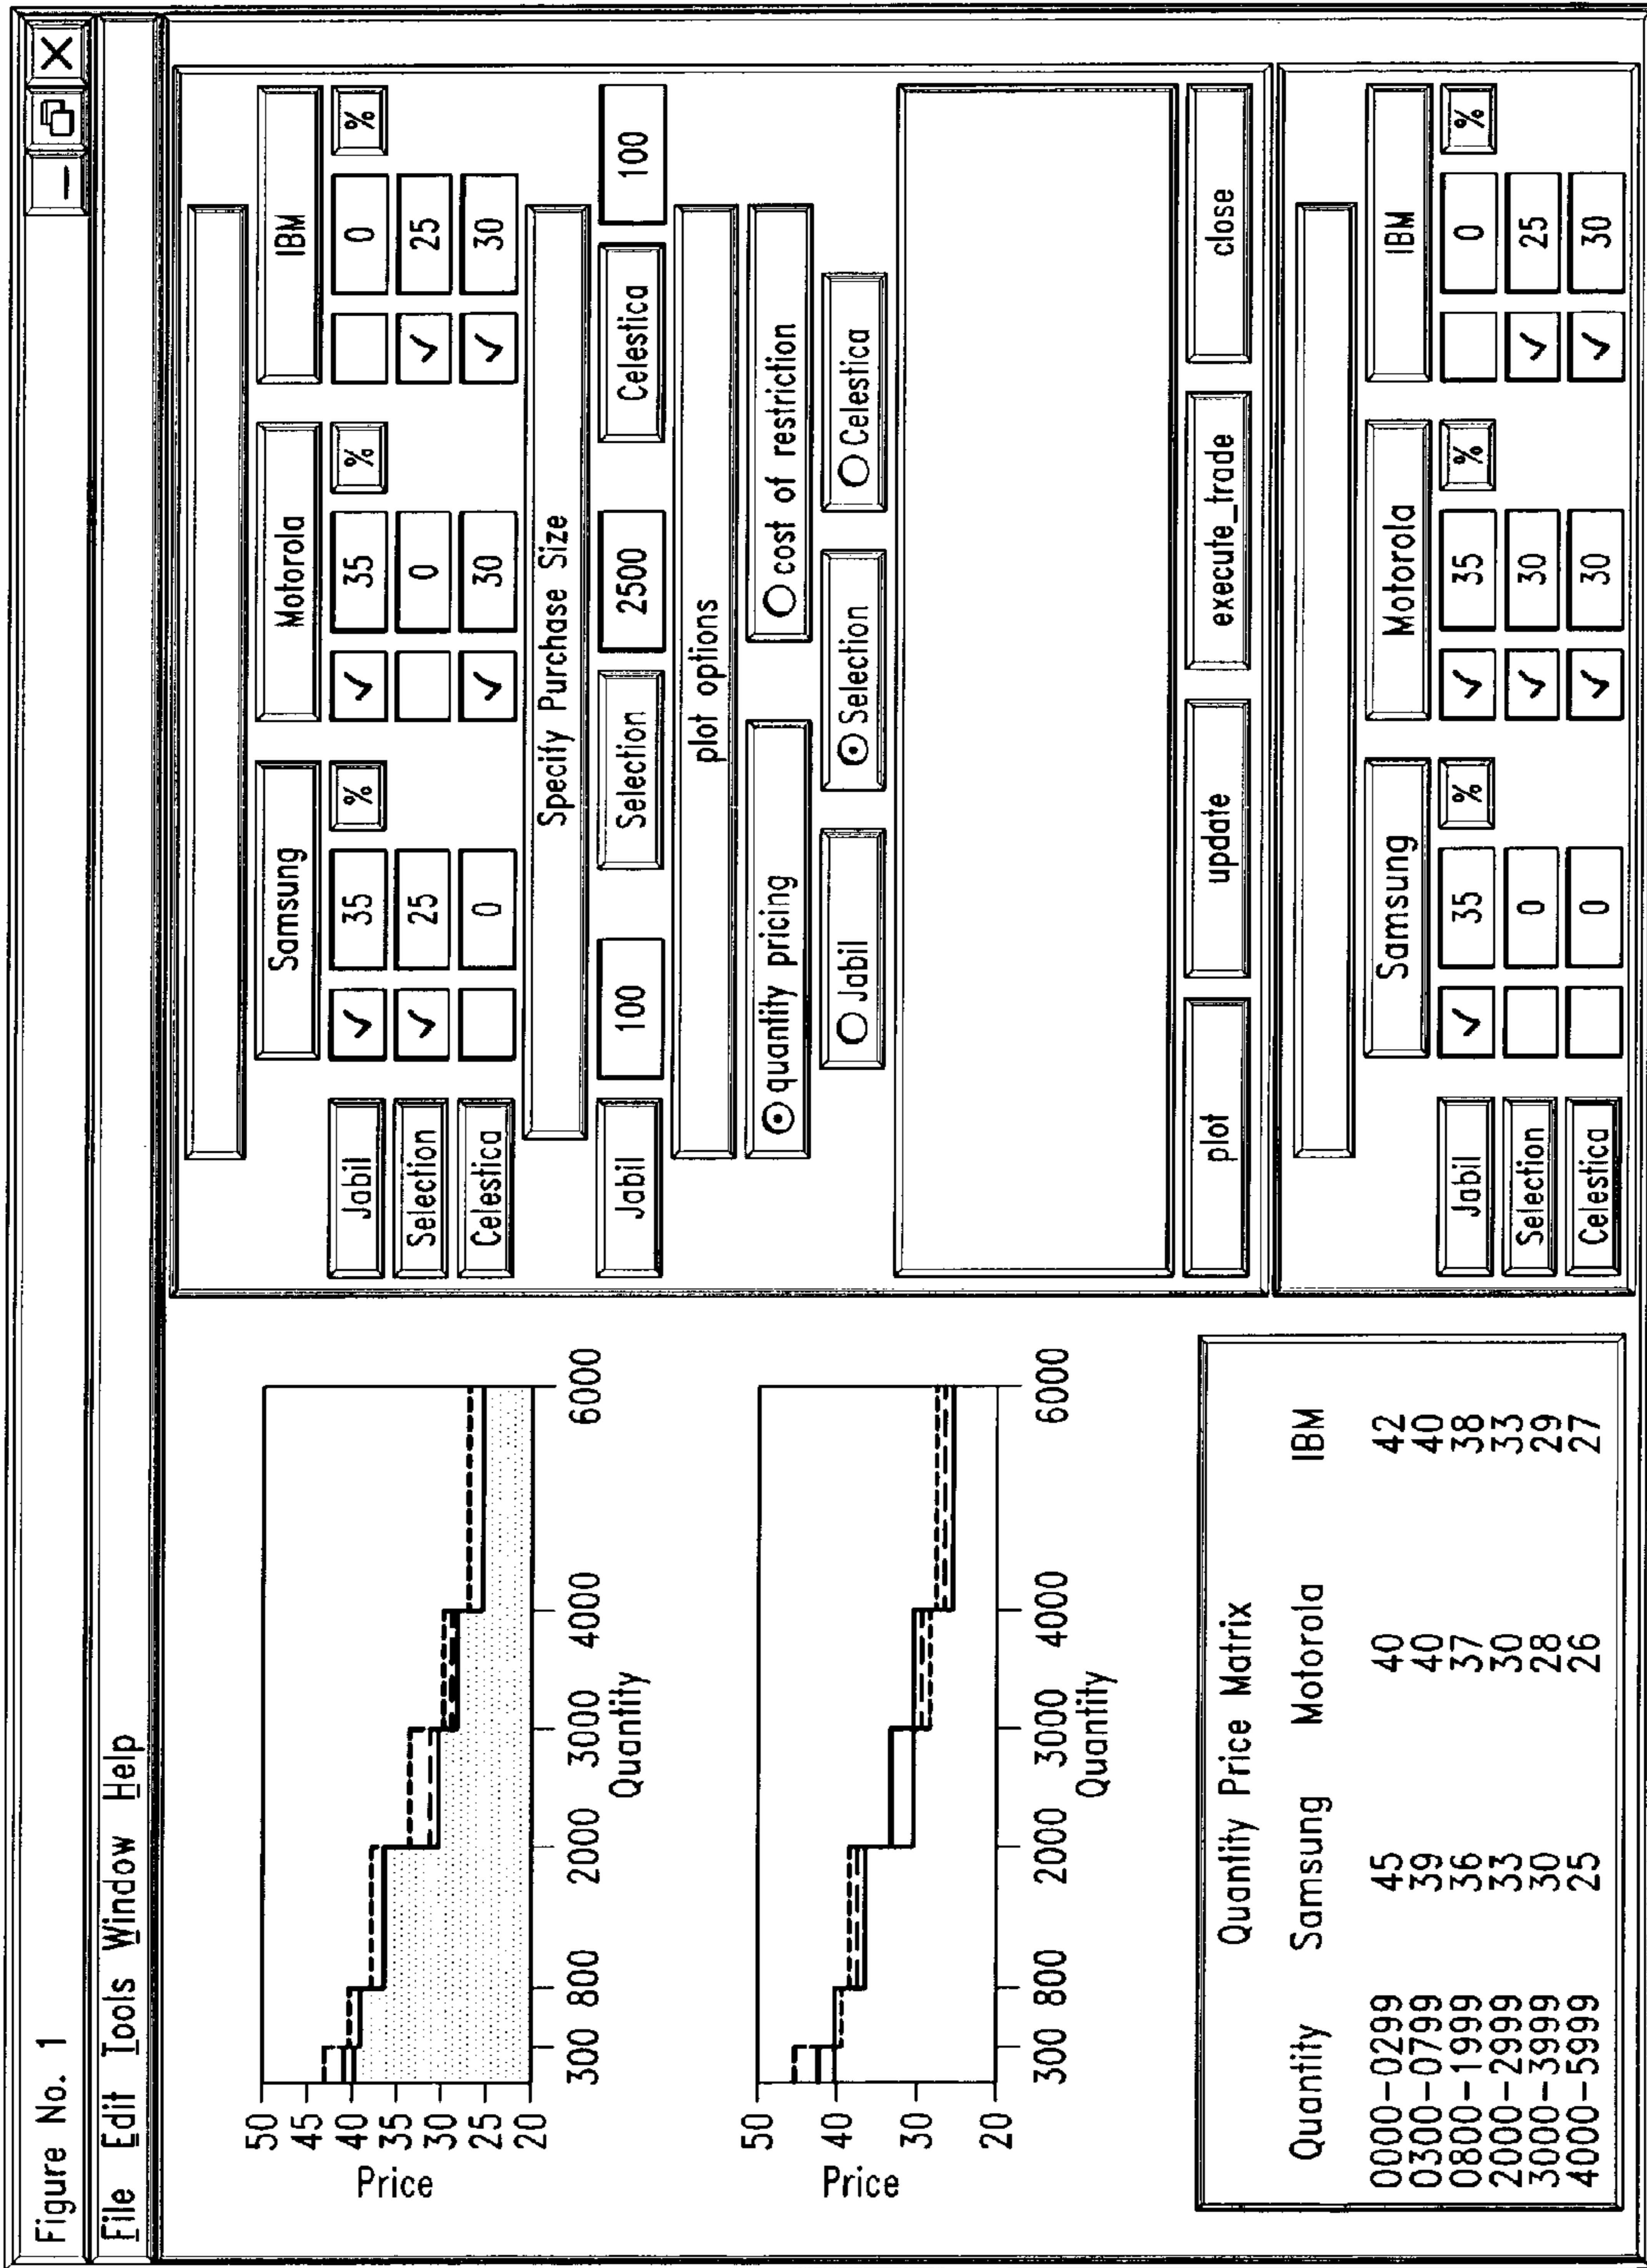 Figure No. 1
File Edit Tools Window Help
50
45
40
35
30
25
20
Price
300 800 2000 3000 4000 6000
Quantity
50
40
30
20
Price
300 800 2000 3000 4000 6000
Quantity
Quantity Price Matrix
Quantity Samsung Motorola IBM
0000-0299 45 40 42
0300-0799 39 40 40
0800-1999 36 37 38
2000-2999 33 30 33
3000-3999 30 28 29
4000-5999 25 26 27
Samsung Motorola IBM
Jabil ✓ 35 % ✓ 35 % 0 %
Selection ✓ 25 0 ✓ 25
Celestica 0 ✓ 30 ✓ 30
Specify Purchase Size
Jabil 100 Selection 2500 Celestica 100
plot options
quantity pricing cost of restriction
Jabil Selection Celestica
plot update execute_trade close
Samsung Motorola IBM
Jabil ✓ 35 % ✓ 35 % 0 %
Selection 0 ✓ 30 ✓ 25
Celestica 0 ✓ 30 ✓ 30